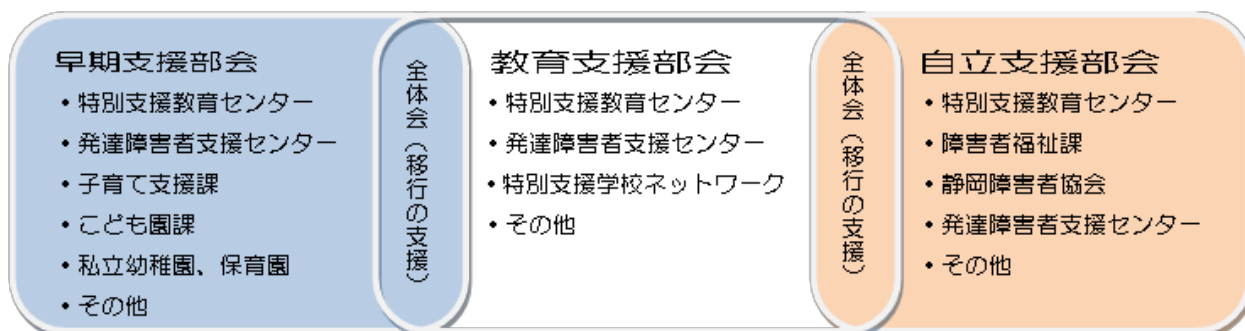 早期支援部会
・特別支援教育センター
・発達障害者支援センター
・子育て支援課
・こども園課
・私立幼稚園、保育園
・その他
全体会（移行の支援）
教育支援部会
・特別支援教育センター
・発達障害者支援センター
・特別支援学校ネットワーク
・その他
全体会（移行の支援）
自立支援部会
・特別支援教育センター
・障害者福祉課
・静岡障害者協会
・発達障害者支援センター
・その他